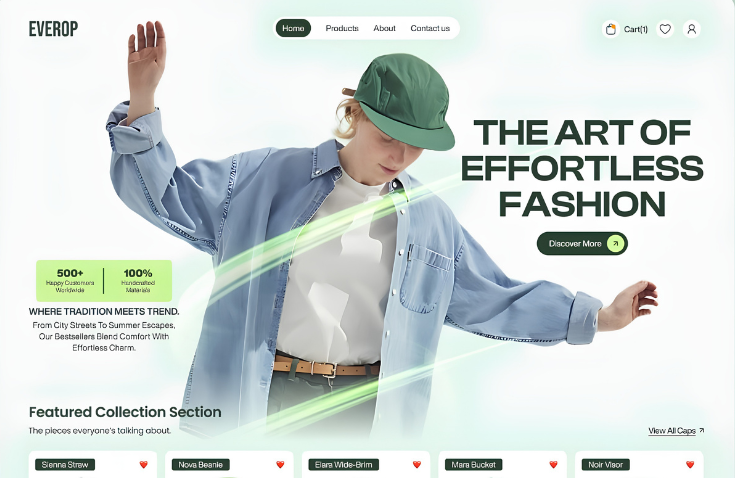 EVEROP
Home Products About Contact us
Cart(1)
THE ART OF
EFFORTLESS
FASHION
Discover More
500+ 100%
Happy Customers Handcrafted
Worldwide Materials
WHERE TRADITION MEETS TREND.
From City Streets To Summer Escapes,
Our Bestsellers Blend Comfort With
Effortless Charm.
Featured Collection Section
The pieces everyone's talking about.
View All Caps
Sienna Straw Nova Beanie Elara Wide-Brim Mara Bucket Noir Visor